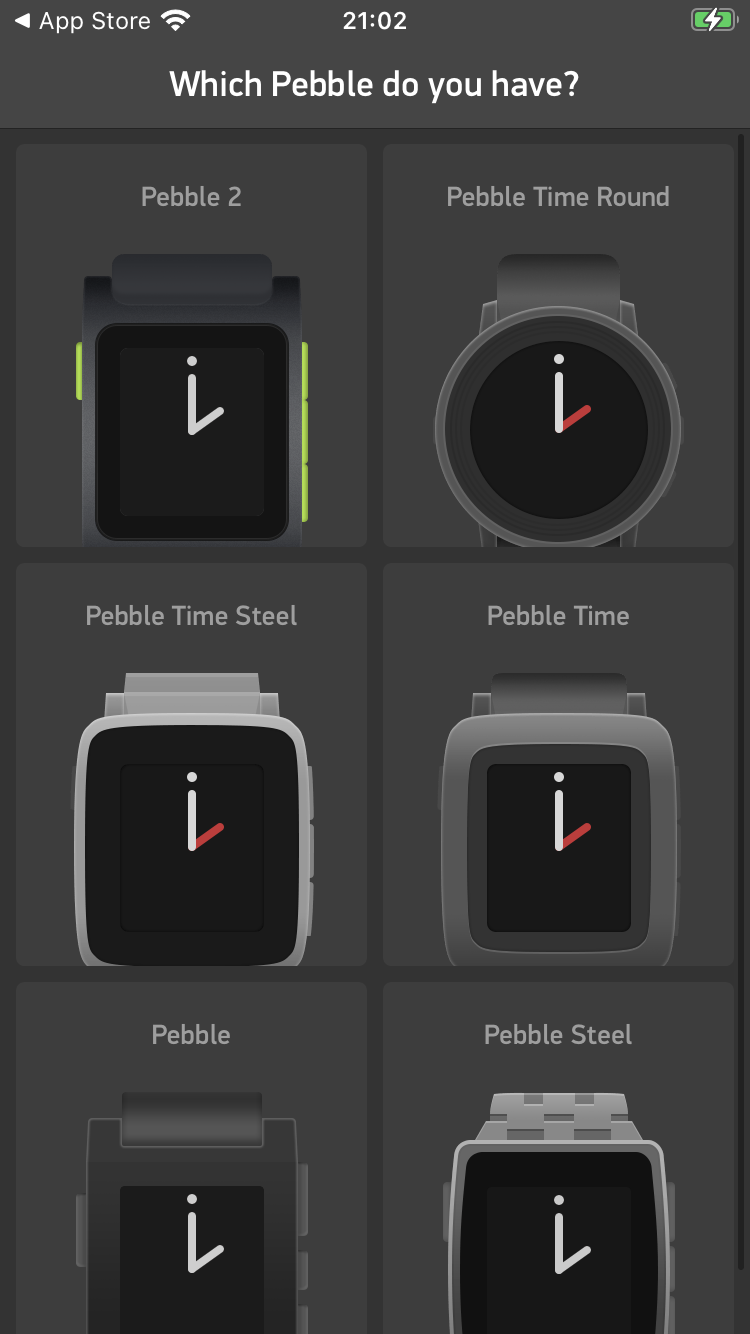 ◀ App Store
21:02
Which Pebble do you have?
Pebble 2
Pebble Time Round
Pebble Time Steel
Pebble Time
Pebble
Pebble Steel